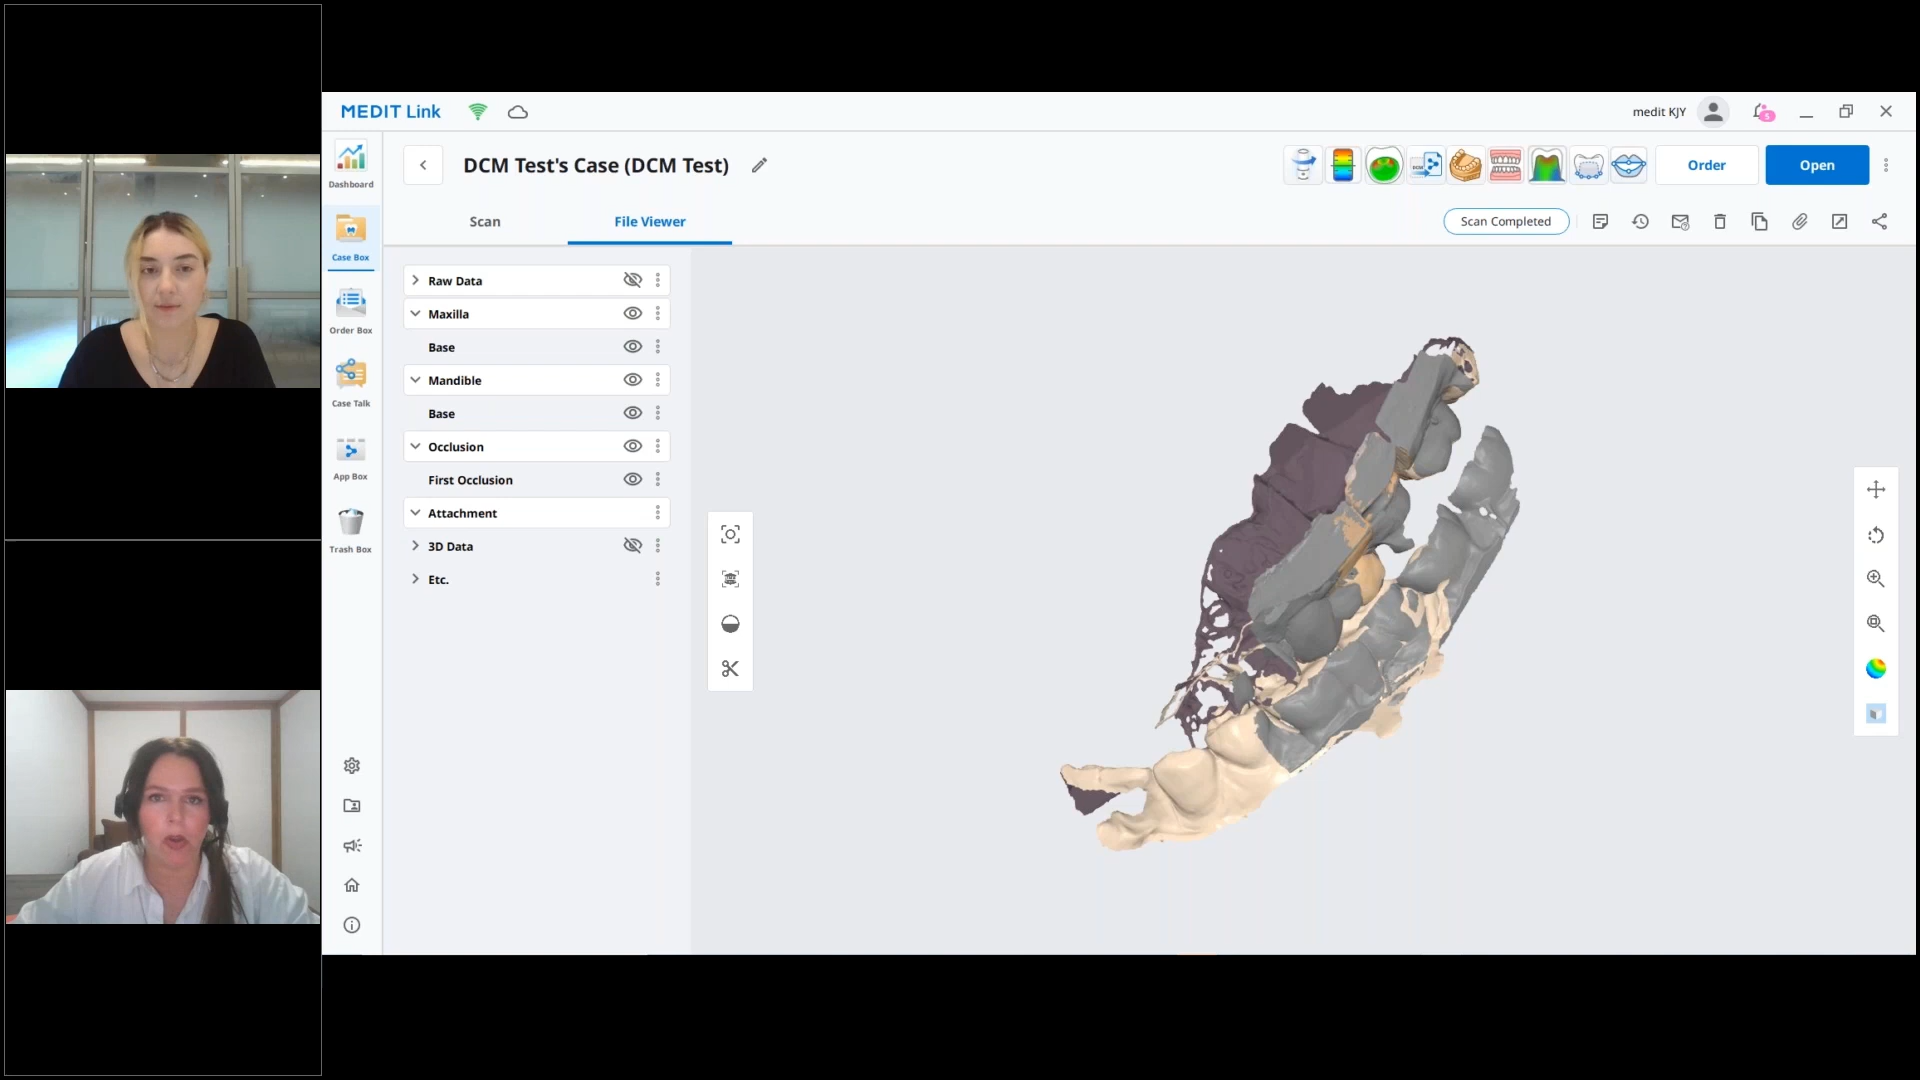 MEDIT Link
medit KJY
5
Dashboard
Case Box
Order Box
Case Talk
App Box
Trash Box
DCM Test's Case (DCM Test)
Order
Open
Scan
File Viewer
Scan Completed
Raw Data
Maxilla
Base
Mandible
Base
Occlusion
First Occlusion
Attachment
3D Data
Etc.